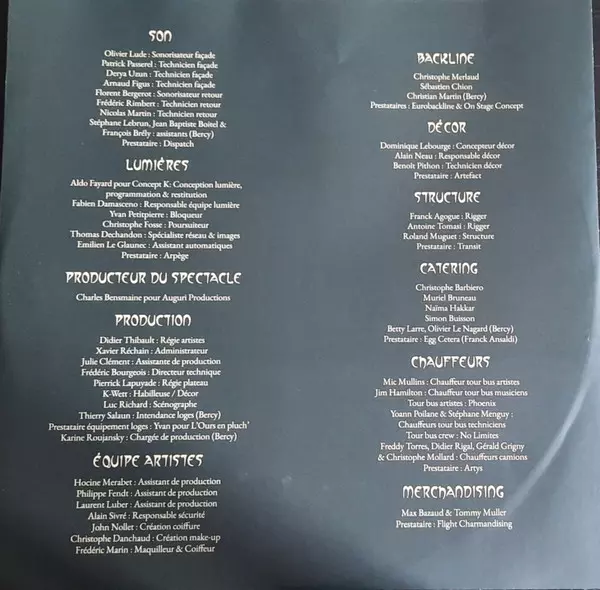 SON
Olivier Lude : Sonorisateur façade
Patrick Passerel : Technicien façade
Derya Uzun : Technicien façade
Arnaud Figus : Technicien façade
Florent Bergerot : Sonorisateur retour
Frédéric Rimbert : Technicien retour
Nicolas Martin : Technicien retour
Stéphane Lebrun, Jean Baptiste Boitel &
François Brély : assistants (Bercy)
Prestataire : Dispatch
LUMIÈRES
Aldo Fayard pour Concept K: Conception lumière,
programmation & restitution
Fabien Damasceno : Responsable équipe lumière
Yvan Petitpierre : Bloqueur
Christophe Fosse : Poursuiteur
Thomas Dechandon : Spécialiste réseau & images
Emilien Le Glaunec : Assistant automatiques
Prestataire : Arpège
PRODUCTEUR DU SPECTACLE
Charles Bensmaine pour Auguri Productions
PRODUCTION
Didier Thibault : Régie artistes
Xavier Réchain : Administrateur
Julie Clément : Assistante de production
Frédéric Bourgeois : Directeur technique
Pierrick Lapuyade : Régie plateau
K-Wett : Habilleuse / Décor
Luc Richard : Scénographe
Thierry Salaun : Intendance loges (Bercy)
Prestataire équipement loges : Yvan pour L'Ours en pluch'
Karine Roujansky : Chargée de production (Bercy)
ÉQUIPE ARTISTES
Hocine Merabet : Assistant de production
Philippe Fendt : Assistant de production
Laurent Luber : Assistant de production
Alain Sivré : Responsable sécurité
John Nollet : Création coiffure
Christophe Danchaud : Création make-up
Frédéric Marin : Maquilleur & Coiffeur
BACKLINE
Christophe Merlaud
Sébastien Chion
Christian Martin (Bercy)
Prestataires : Eurobackline & On Stage Concept
DÉCOR
Dominique Lebourge : Concepteur décor
Alain Neau : Responsable décor
Benoît Pithon : Technicien décor
Prestataire : Artefact
STRUCTURE
Franck Agogue : Rigger
Antoine Tomasi : Rigger
Roland Muguet : Structure
Prestataire : Transit
CATERING
Christophe Barbiero
Muriel Bruneau
Naïma Hakkar
Simon Buisson
Betty Larre, Olivier Le Nagard (Bercy)
Prestataire : Egg Cetera (Franck Ansaldi)
CHAUFFEURS
Mic Mullins : Chauffeur tour bus artistes
Jim Hamilton : Chauffeur tour bus musiciens
Tour bus artistes : Phoenix
Yoann Poilane & Stéphane Menguy :
Chauffeurs tour bus techniciens
Tour bus crew : No Limites
Freddy Torres, Didier Rigal, Gérald Grigny
& Christophe Mollard : Chauffeurs camions
Prestataire : Artys
MERCHANDISING
Max Bazaud & Tommy Muller
Prestataire : Flight Charmandising